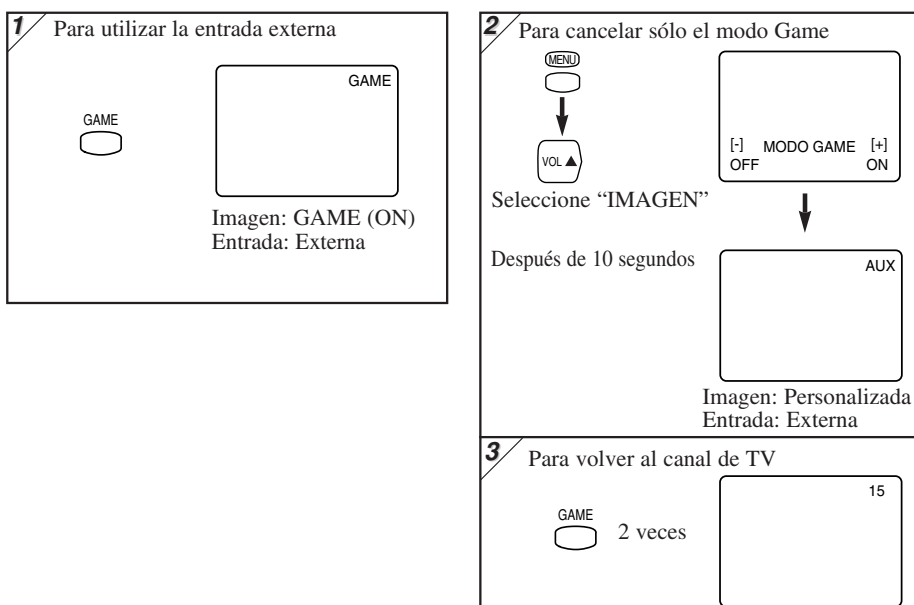 1 Para utilizar la entrada externa
GAME
GAME
Imagen: GAME (ON)
Entrada: Externa
2 Para cancelar sólo el modo Game
MENU
VOL ▲
[-] MODO GAME [+]
OFF ON
Seleccione “IMAGEN”
Después de 10 segundos
AUX
Imagen: Personalizada
Entrada: Externa
3 Para volver al canal de TV
GAME
2 veces
15